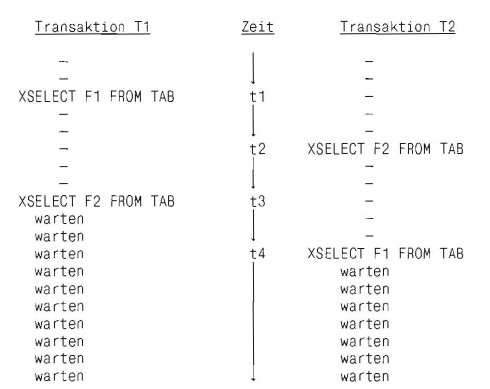 Transaktion T1 Zeit Transaktion T2
– –
– –
XSELECT F1 FROM TAB t1 –
– –
– –
– t2 XSELECT F2 FROM TAB
– –
– –
XSELECT F2 FROM TAB t3 –
warten –
warten –
warten t4 XSELECT F1 FROM TAB
warten warten
warten warten
warten warten
warten warten
warten warten
warten warten
warten warten